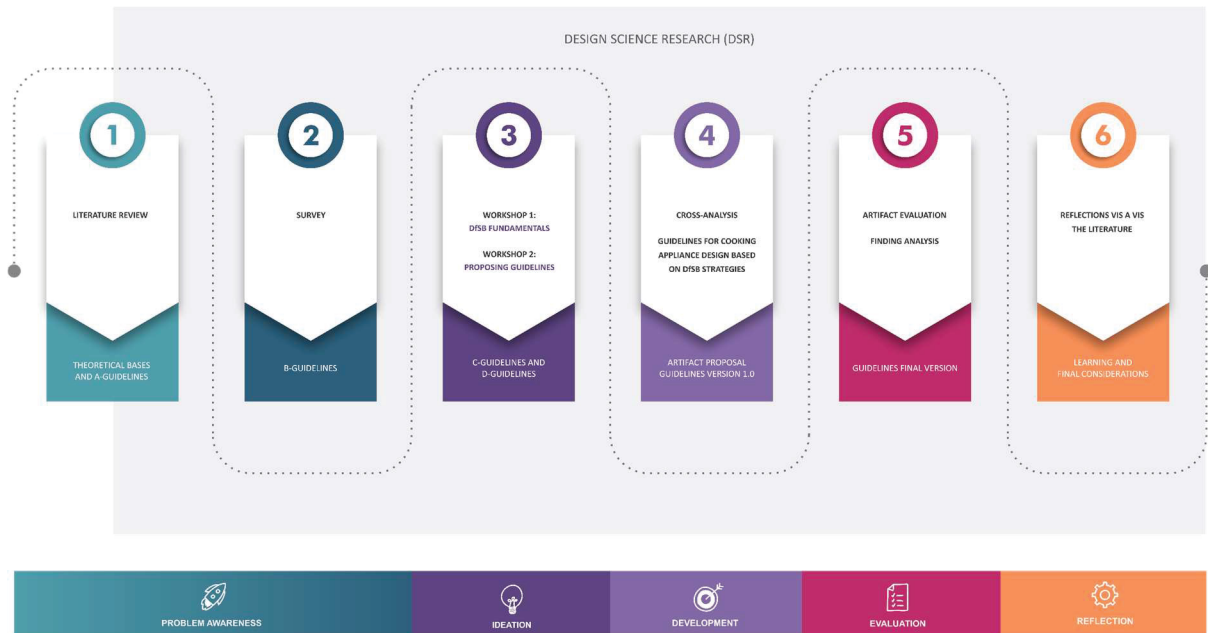 DESIGN SCIENCE RESEARCH (DSR)
1
2
3
4
5
6
LITERATURE REVIEW
SURVEY
WORKSHOP 1:
DfSB FUNDAMENTALS
WORKSHOP 2:
PROPOSING GUIDELINES
CROSS-ANALYSIS
GUIDELINES FOR COOKING
APPLIANCE DESIGN BASED
ON DfSB STRATEGIES
ARTIFACT EVALUATION
FINDING ANALYSIS
REFLECTIONS VIS A VIS
THE LITERATURE
THEORETICAL BASES
AND A-GUIDELINES
B-GUIDELINES
C-GUIDELINES AND
D-GUIDELINES
ARTIFACT PROPOSAL
GUIDELINES VERSION 1.0
GUIDELINES FINAL VERSION
LEARNING AND
FINAL CONSIDERATIONS
PROBLEM AWARENESS
IDEATION
DEVELOPMENT
EVALUATION
REFLECTION